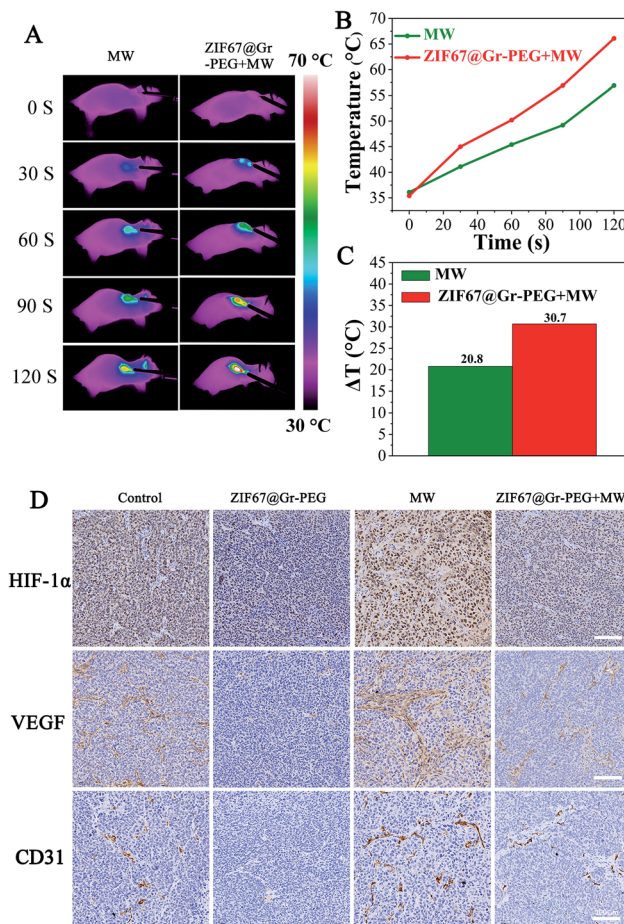 A
MW
ZIF67@Gr
-PEG+MW
70 °C
0 S
30 S
60 S
90 S
120 S
30 °C
B
MW
ZIF67@Gr-PEG+MW
Temperature (°C)
70
65
60
55
50
45
40
35
0 20 40 60 80 100 120
Time (s)
C
MW
ZIF67@Gr-PEG+MW
ΔT (°C)
45
40
35
30
25
20
15
10
5
0
20.8
30.7
D
Control ZIF67@Gr-PEG MW ZIF67@Gr-PEG+MW
HIF-1α
VEGF
CD31